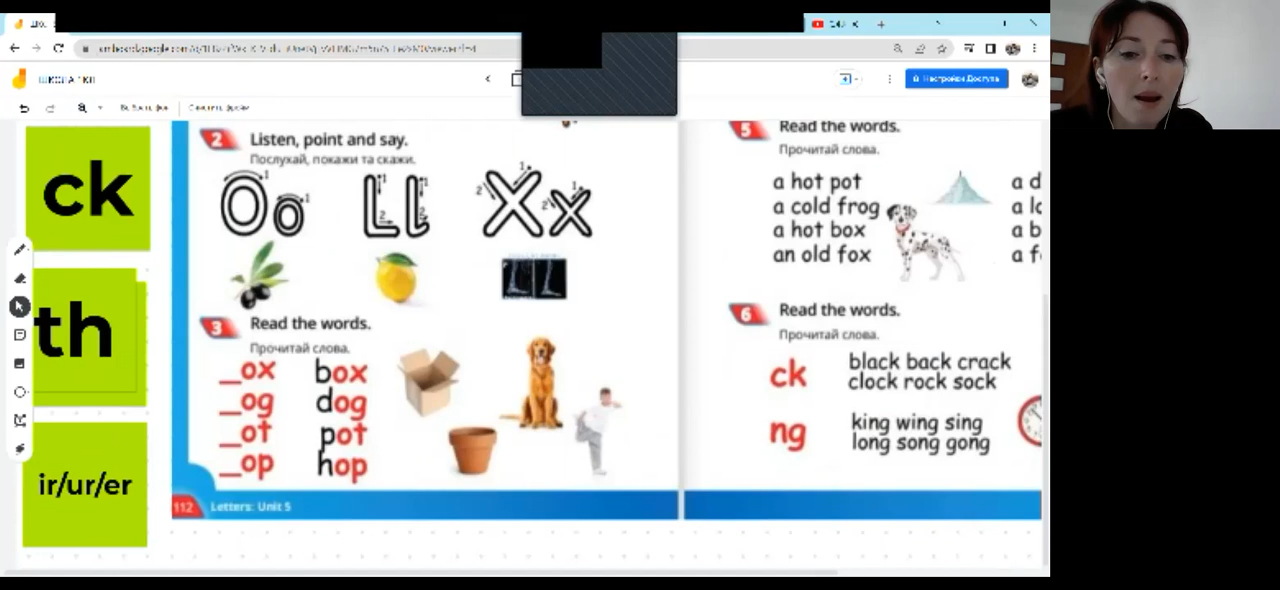 ШКОЛА 1КЛ
Настройки Доступа
ck
th
ir/ur/er
2 Listen, point and say.
Послухай, покажи та скажи.
Oo Ll Xx
3 Read the words.
Прочитай слова.
_ox box
_og dog
_ot pot
_op hop
112 Letters: Unit 5
5 Read the words.
Прочитай слова.
a hot pot
a cold frog
a hot box
an old fox
a d
a lo
a b
a f
6 Read the words.
Прочитай слова.
ck black back crack
clock rock sock
ng king wing sing
long song gong